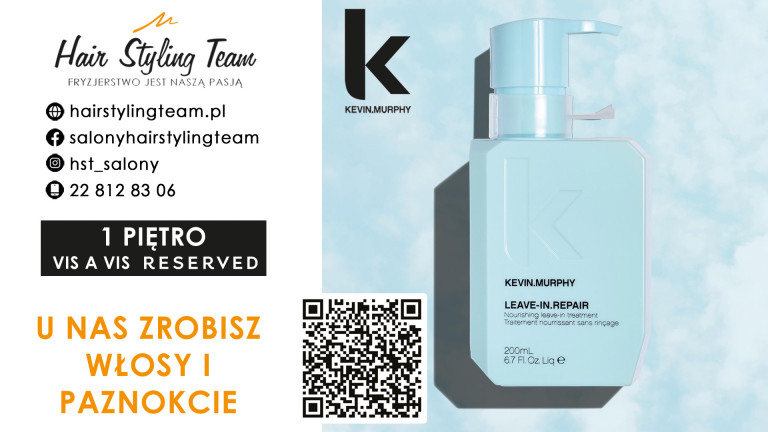 Hair Styling Team
FRYZJERSTWO JEST NASZĄ PASJĄ
hairstylingteam.pl
salonyhairstylingteam
hst_salony
22 812 83 06
1 PIĘTRO
VIS A VIS RESERVED
U NAS ZROBISZ
WŁOSY I
PAZNOKCIE
k
KEVIN.MURPHY
k
KEVIN.MURPHY
LEAVE-IN.REPAIR
Nourishing leave-in treatment
Traitement nourrissant sans rinçage
200mL
6.7 Fl. Oz. Liq ℮